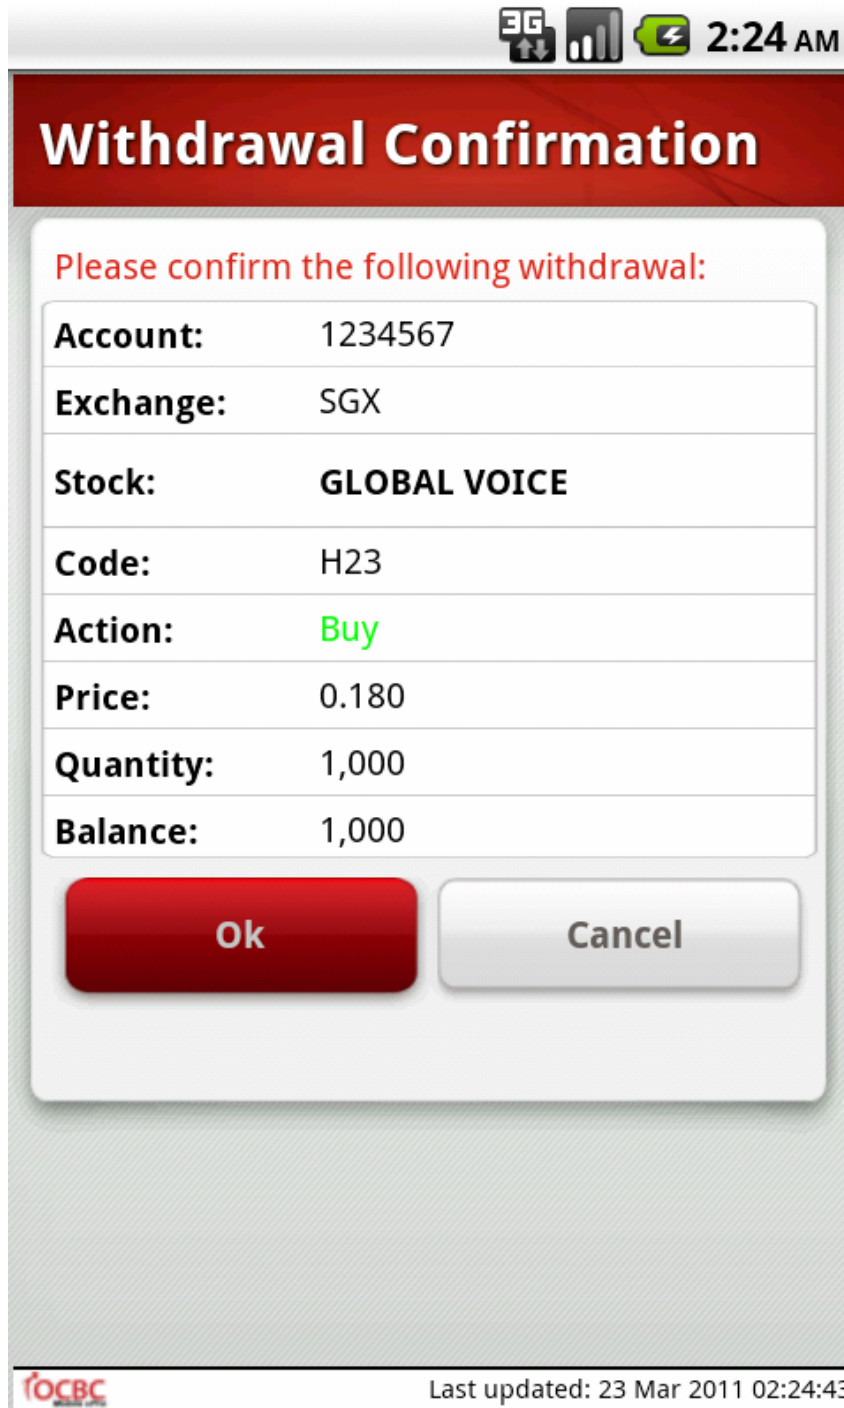 3G 2:24 AM
Withdrawal Confirmation
Please confirm the following withdrawal:
Account: 1234567
Exchange: SGX
Stock: GLOBAL VOICE
Code: H23
Action: Buy
Price: 0.180
Quantity: 1,000
Balance: 1,000
Ok Cancel
OCBC Last updated: 23 Mar 2011 02:24:43